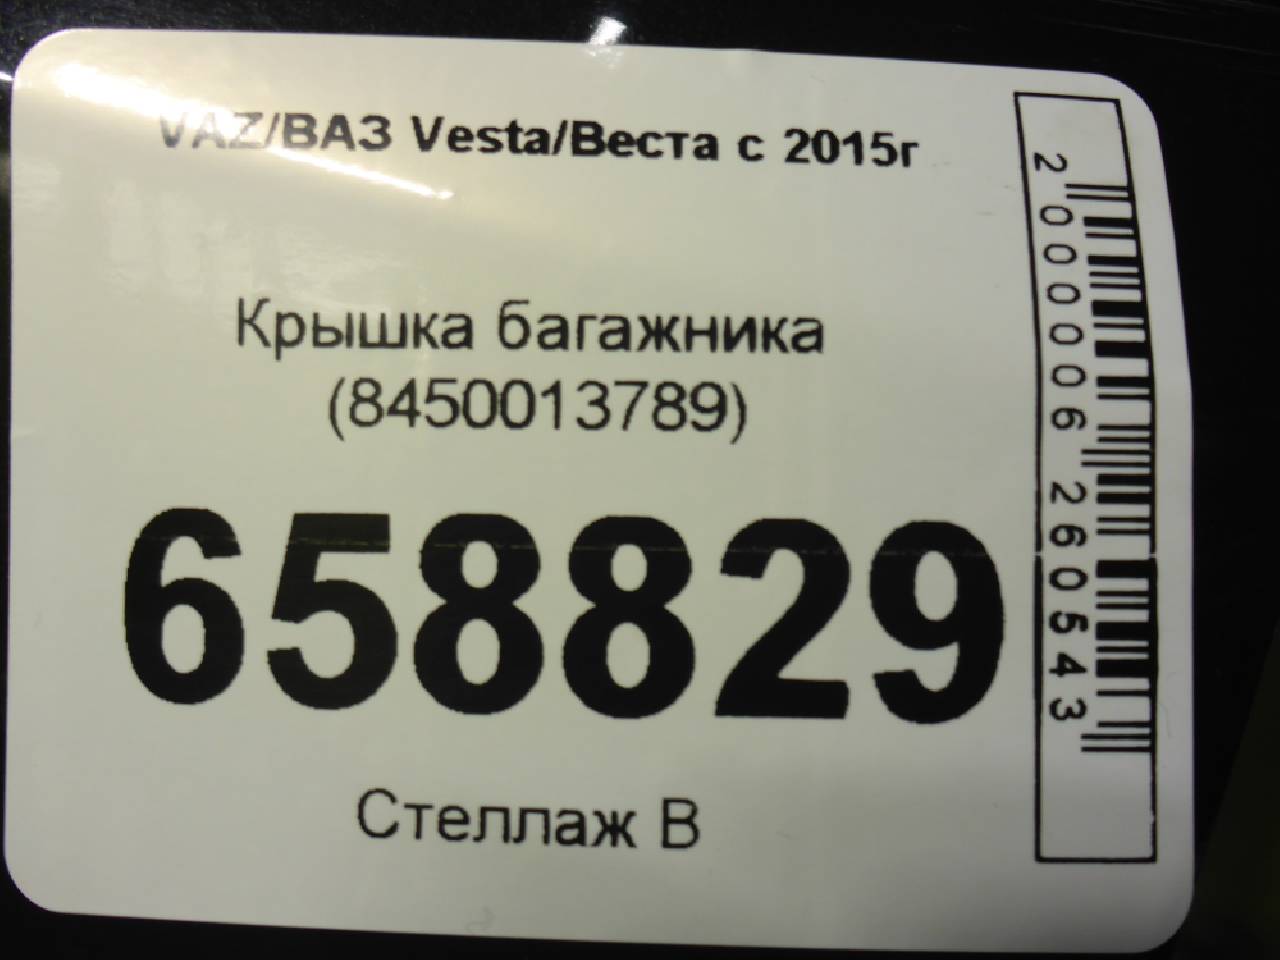 VAZ/ВАЗ Vesta/Веста с 2015г
Крышка багажника
(8450013789)
658829
Стеллаж В
2000006260543